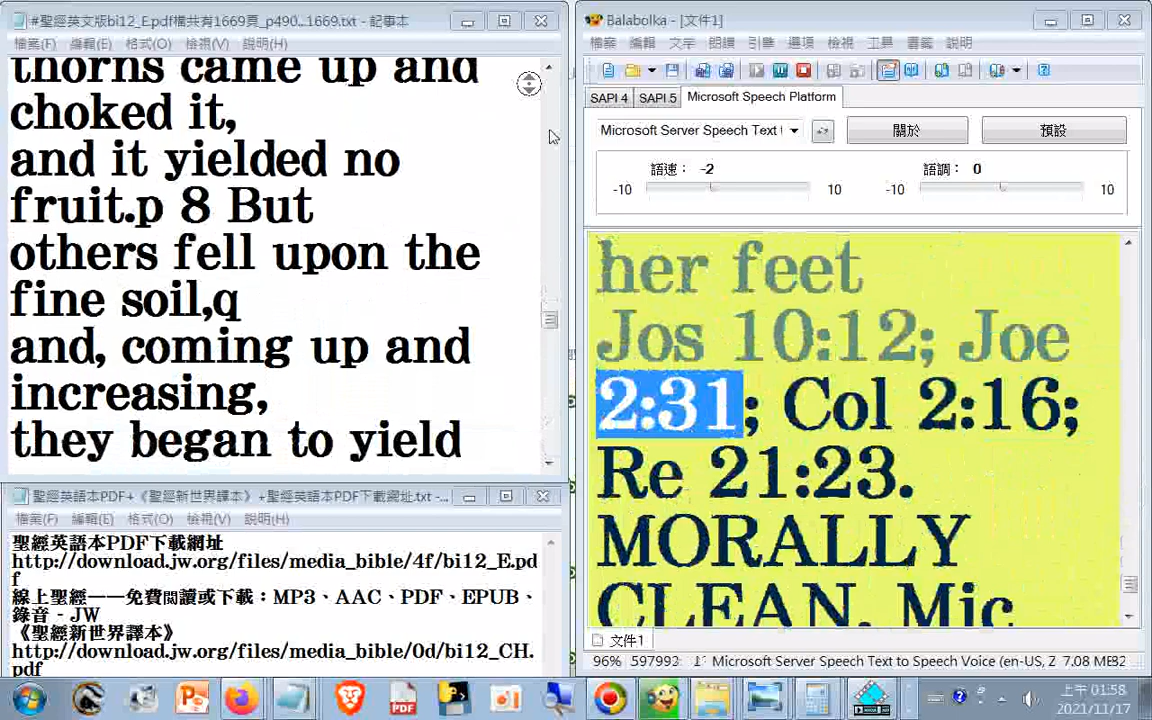 #聖經英文版bi12_E.pdf檔共有1669頁_p490...1669.txt - 記事本
檔案(F) 編輯(E) 格式(O) 檢視(V) 說明(H)
thorns came up and
choked it,
and it yielded no
fruit.p 8 But
others fell upon the
fine soil,q
and, coming up and
increasing,
they began to yield
聖經英語本PDF+《聖經新世界譯本》+聖經英語本PDF下載網址.txt - ...
檔案(F) 編輯(E) 格式(O) 檢視(V) 說明(H)
聖經英語本PDF下載網址
http://download.jw.org/files/media_bible/4f/bi12_E.pd
f
線上聖經——免費閱讀或下載：MP3、AAC、PDF、EPUB、
錄音 - JW
《聖經新世界譯本》
http://download.jw.org/files/media_bible/0d/bi12_CH.
pdf
Balabolka - [文件1]
檔案 編輯 文字 朗讀 引擎 選項 檢視 工具 書籤 說明
SAPI 4 SAPI 5 Microsoft Speech Platform
Microsoft Server Speech Text 關於 預設
語速： -2 語調： 0
-10 10 -10 10
her feet
Jos 10:12; Joe
2:31; Col 2:16;
Re 21:23.
MORALLY
CLEAN. Mic
文件1
96% 597992 Microsoft Server Speech Text to Speech Voice (en-US, Z 7.08 MB
上午 01:58
2021/11/17